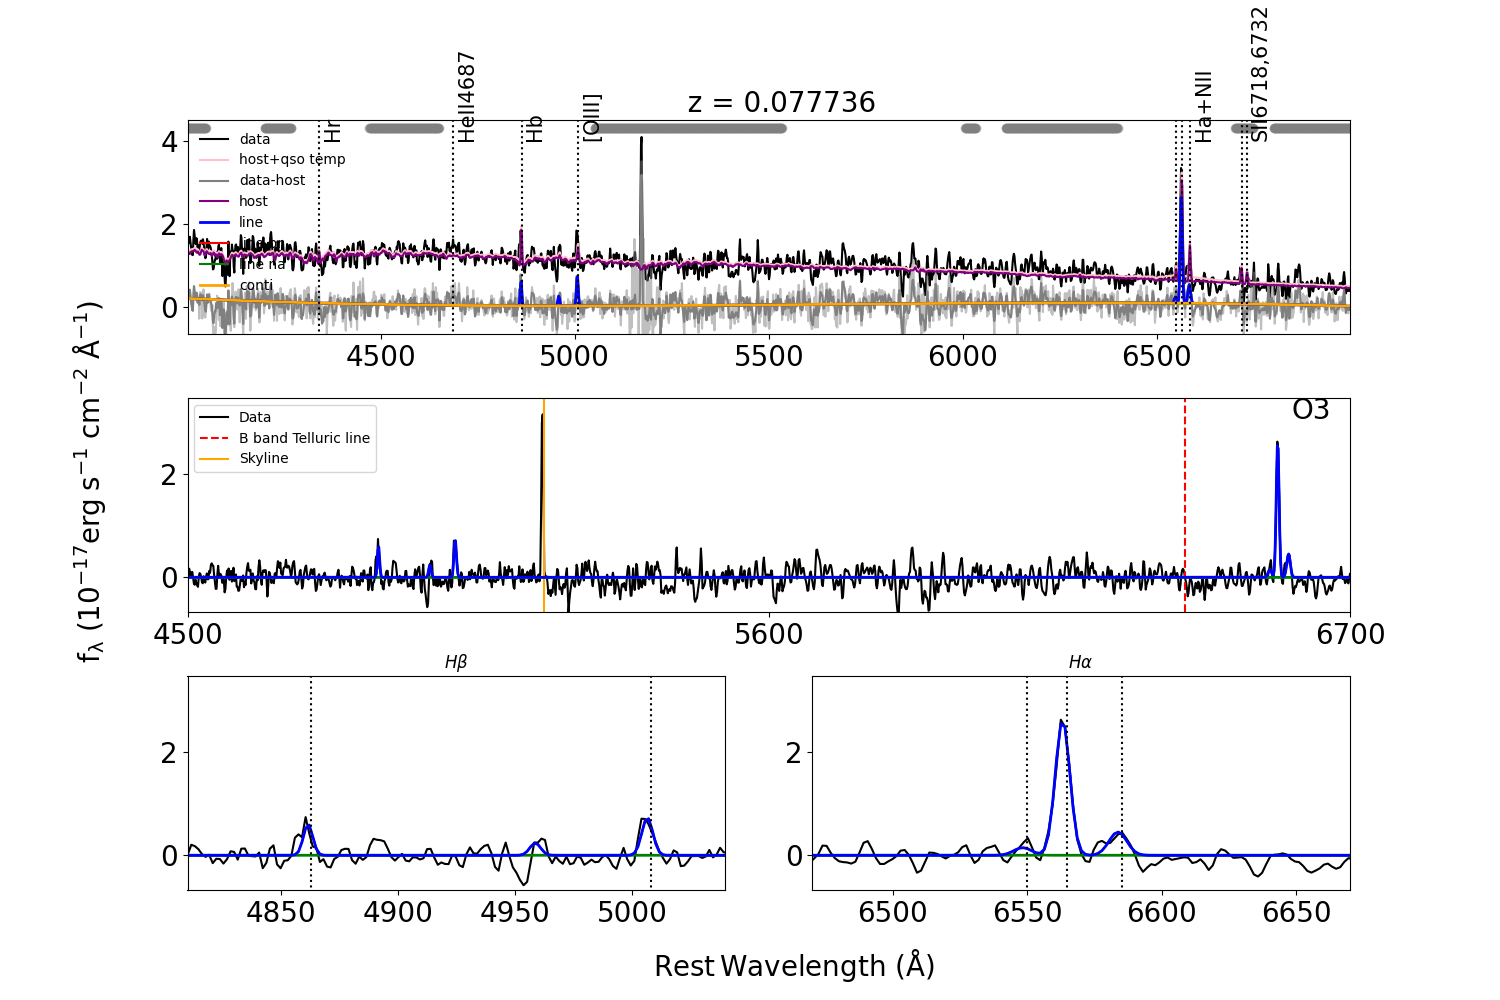 Hr
HeII4687
Hb
[OIII]
Ha+NII
SII6718,6732
z = 0.077736
4
2
0
data
host+qso temp
data-host
host
line
line na
conti
4500
5000
5500
6000
6500
fλ (10−17erg s−1 cm−2 Å−1)
O3
2
0
Data
B band Telluric line
Skyline
4500
5600
6700
Hβ
2
0
4850
4900
4950
5000
Hα
2
0
6500
6550
6600
6650
Rest Wavelength (Å)